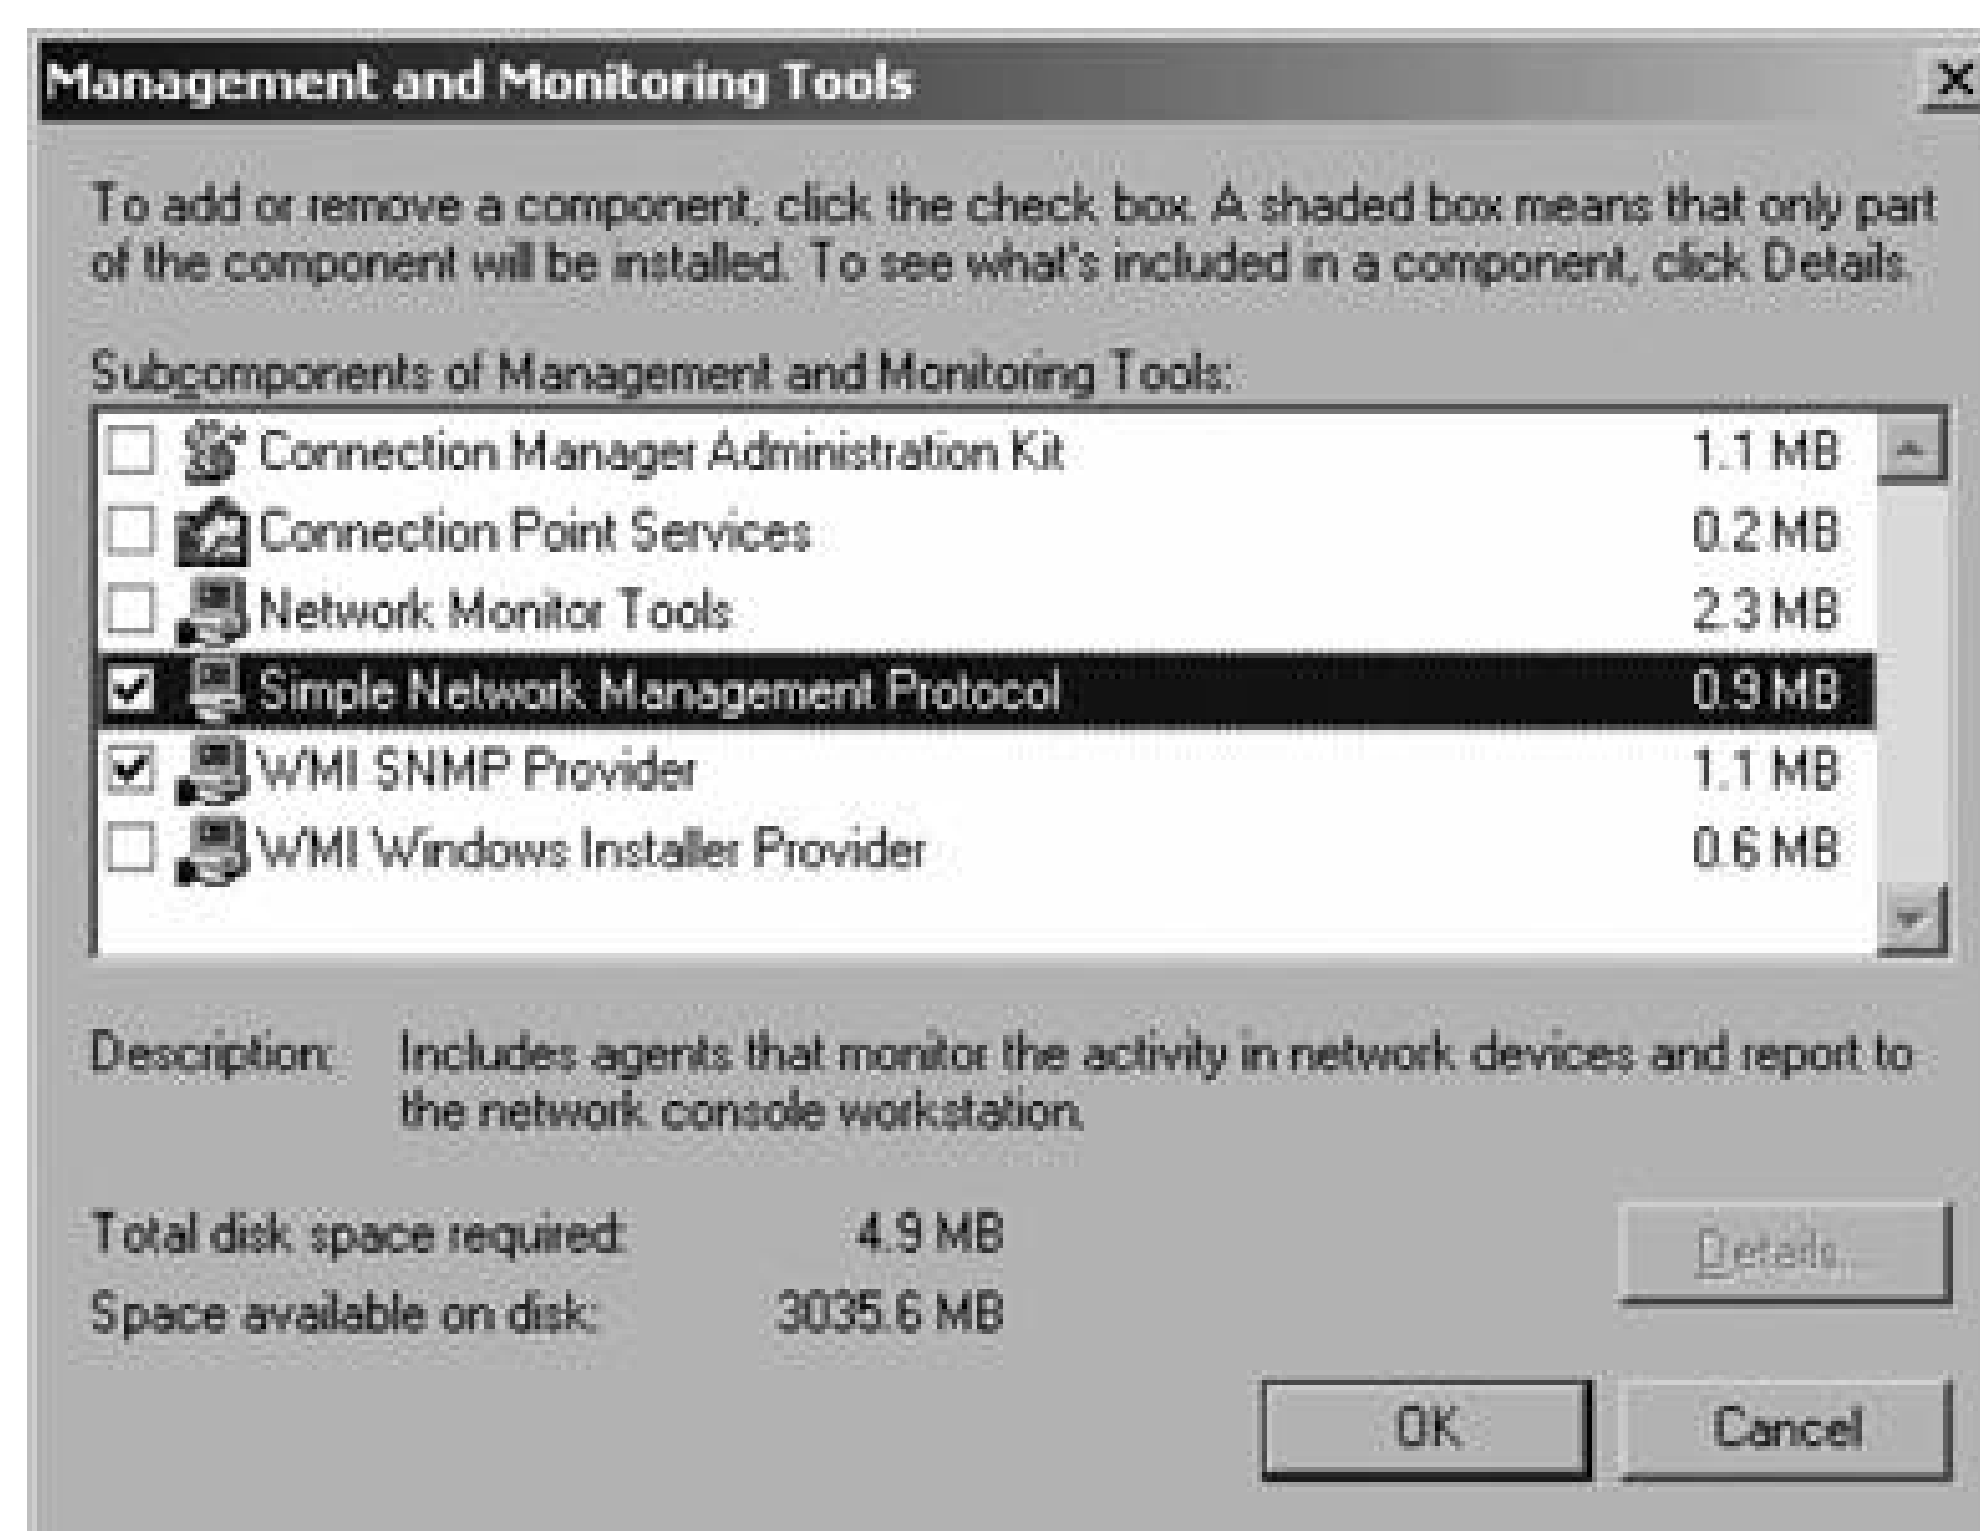 Management and Monitoring Tools
To add or remove a component, click the check box. A shaded box means that only part
of the component will be installed. To see what's included in a component, click Details.
Subcomponents of Management and Monitoring Tools:
Connection Manager Administration Kit 1.1 MB
Connection Point Services 0.2 MB
Network Monitor Tools 2.3 MB
Simple Network Management Protocol 0.9 MB
WMI SNMP Provider 1.1 MB
WMI Windows Installer Provider 0.6 MB
Description: Includes agents that monitor the activity in network devices and report to
the network console workstation.
Total disk space required: 4.9 MB
Details...
Space available on disk: 3035.6 MB
OK Cancel